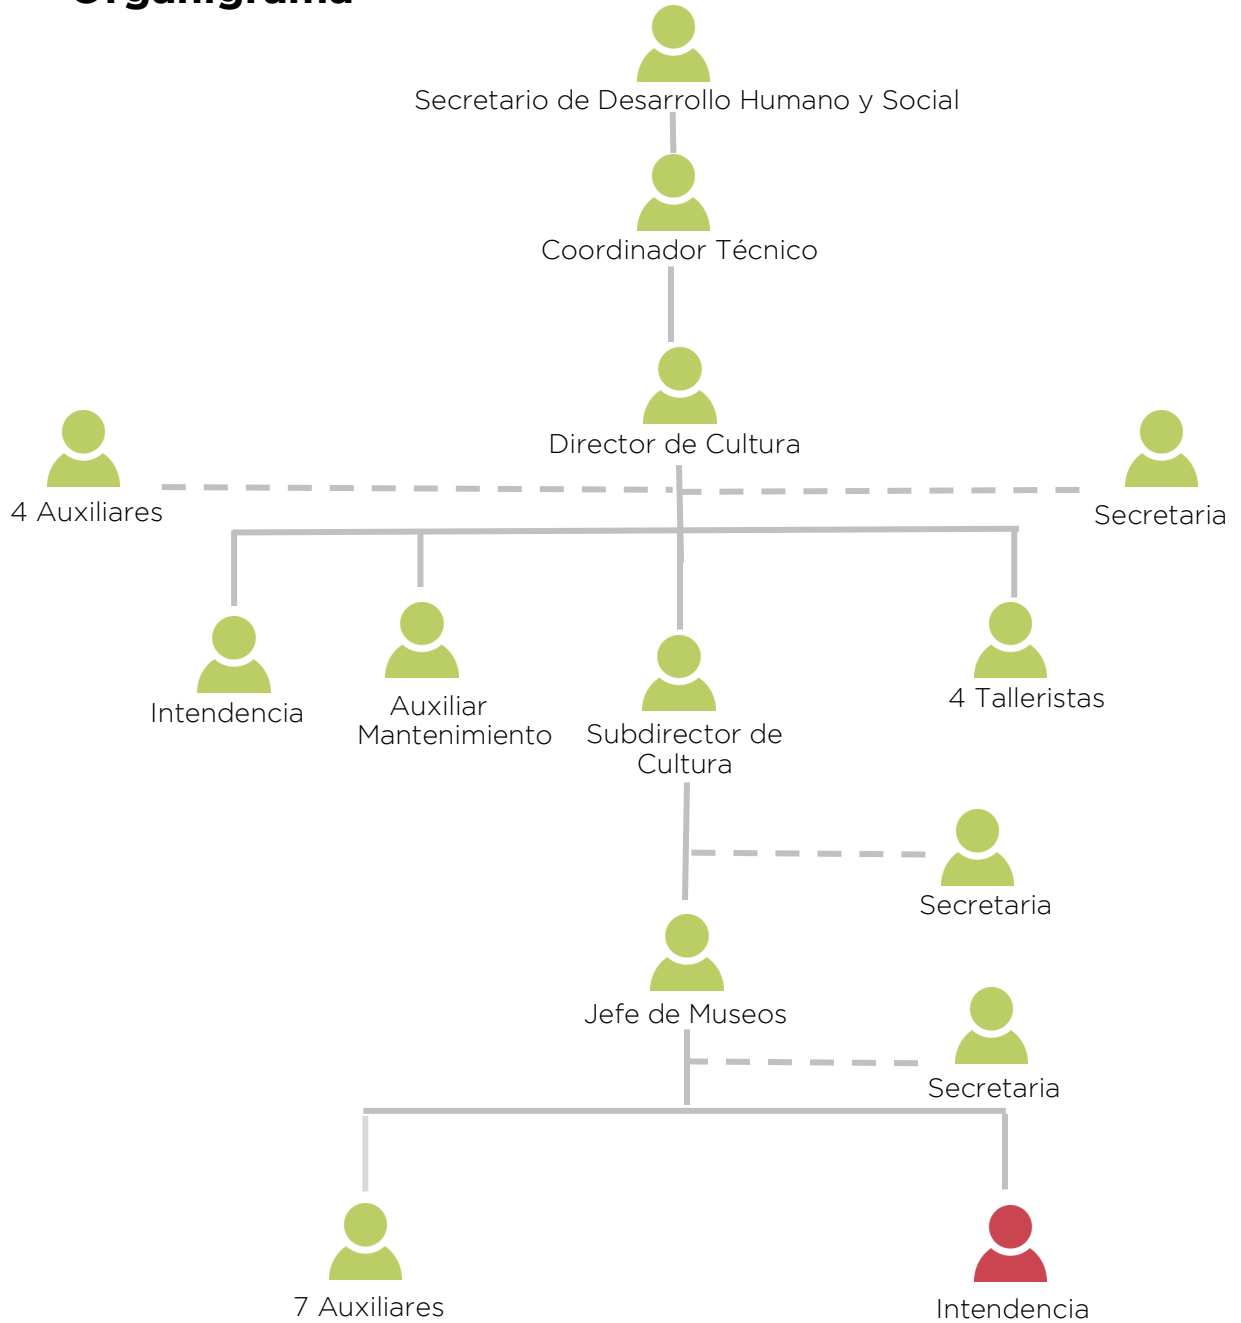 Organigrama
Secretario de Desarrollo Humano y Social
Coordinador Técnico
Director de Cultura
4 Auxiliares
Secretaria
Intendencia
Auxiliar
Mantenimiento
Subdirector de
Cultura
4 Talleristas
Secretaria
Jefe de Museos
Secretaria
7 Auxiliares
Intendencia